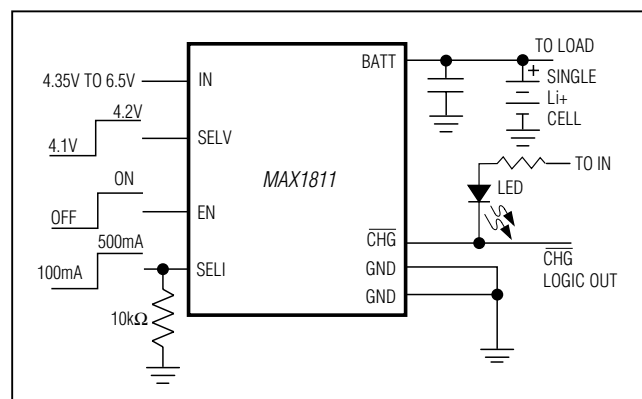 4.35V TO 6.5V
IN
4.2V
4.1V
SELV
ON
OFF
EN
500mA
100mA
SELI
10kΩ
MAX1811
BATT
TO LOAD
+
SINGLE
Li+
CELL
TO IN
LED
CHG
CHG
LOGIC OUT
GND
GND